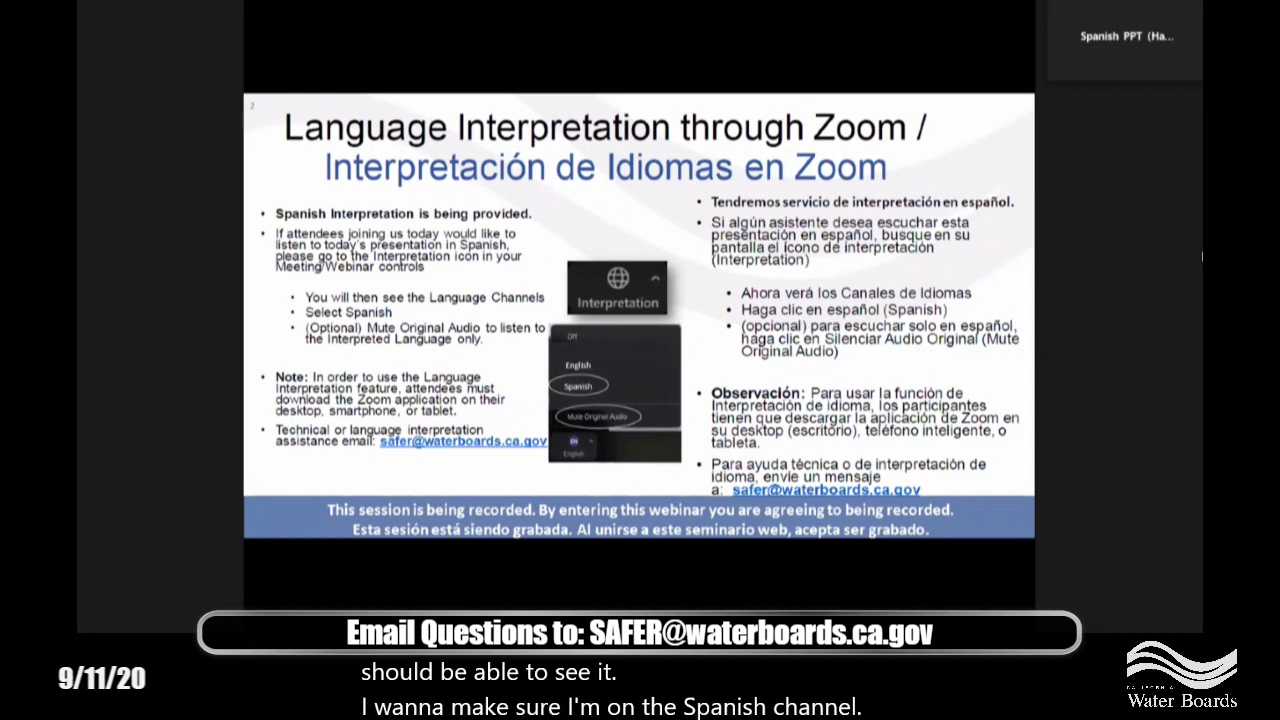 Spanish PPT (Ha...
2
Language Interpretation through Zoom /
Interpretación de Idiomas en Zoom
• Spanish Interpretation is being provided.
• If attendees joining us today would like to
listen to today's presentation in Spanish,
please go to the Interpretation icon in your
Meeting/Webinar controls
• You will then see the Language Channels
• Select Spanish
• (Optional) Mute Original Audio to listen to
the Interpreted Language only.
• Note: In order to use the Language
Interpretation feature, attendees must
download the Zoom application on their
desktop, smartphone, or tablet.
• Technical or language interpretation
assistance email: safer@waterboards.ca.gov
Interpretation
Off
English
Spanish
Mute Original Audio
EN
English
• Tendremos servicio de interpretación en español.
• Si algún asistente desea escuchar esta
presentación en español, busque en su
pantalla el ícono de interpretación
(Interpretation)
• Ahora verá los Canales de Idiomas
• Haga clic en español (Spanish)
• (opcional) para escuchar solo en español,
haga clic en Silenciar Audio Original (Mute
Original Audio)
• Observación: Para usar la función de
Interpretación de idioma, los participantes
tienen que descargar la aplicación de Zoom en
su desktop (escritorio), teléfono inteligente, o
tableta.
• Para ayuda técnica o de interpretación de
idioma, envíe un mensaje
a: safer@waterboards.ca.gov
This session is being recorded. By entering this webinar you are agreeing to being recorded.
Esta sesión está siendo grabada. Al unirse a este seminario web, acepta ser grabado.
Email Questions to: SAFER@waterboards.ca.gov
9/11/20
should be able to see it.
I wanna make sure I'm on the Spanish channel.
CALIFORNIA
Water Boards